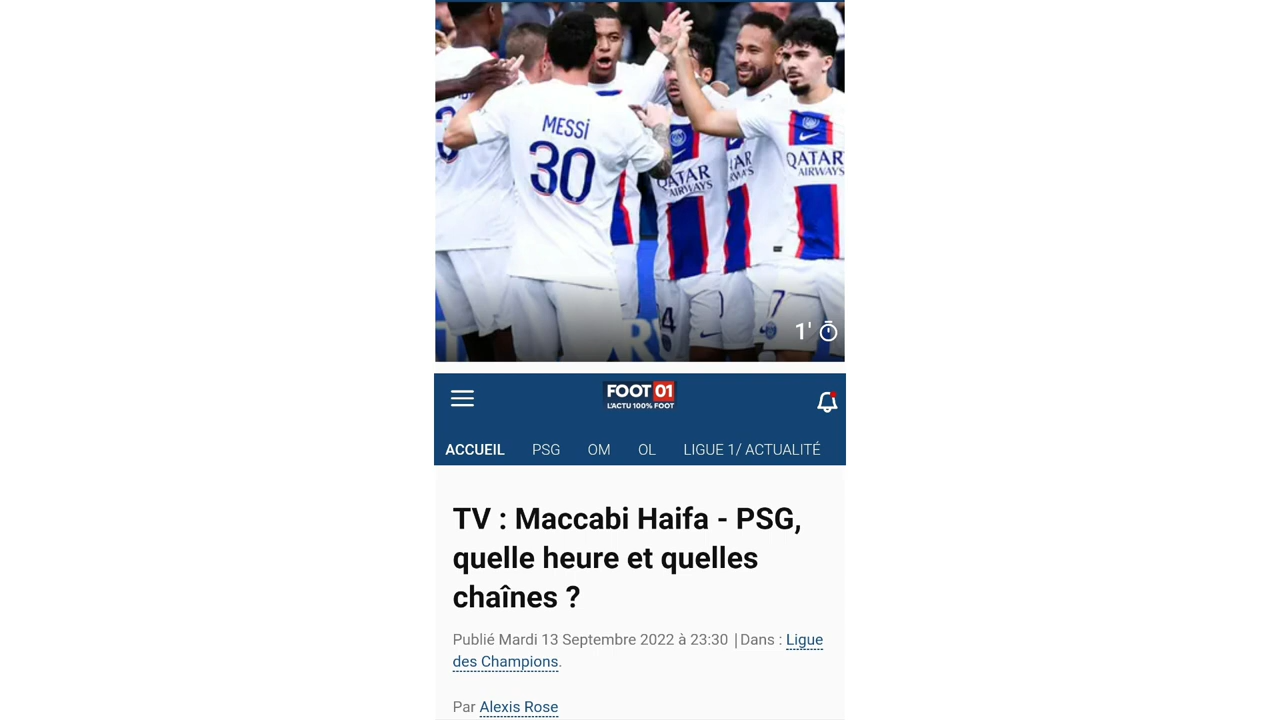 MESSi
30
QATAR
AIRWAYS
QATAR
AIRWAYS
7
1'
FOOT 01
L'ACTU 100% FOOT
ACCUEIL PSG OM OL LIGUE 1/ ACTUALITÉ
TV : Maccabi Haifa - PSG,
quelle heure et quelles
chaînes ?
Publié Mardi 13 Septembre 2022 à 23:30 | Dans : Ligue
des Champions.
Par Alexis Rose